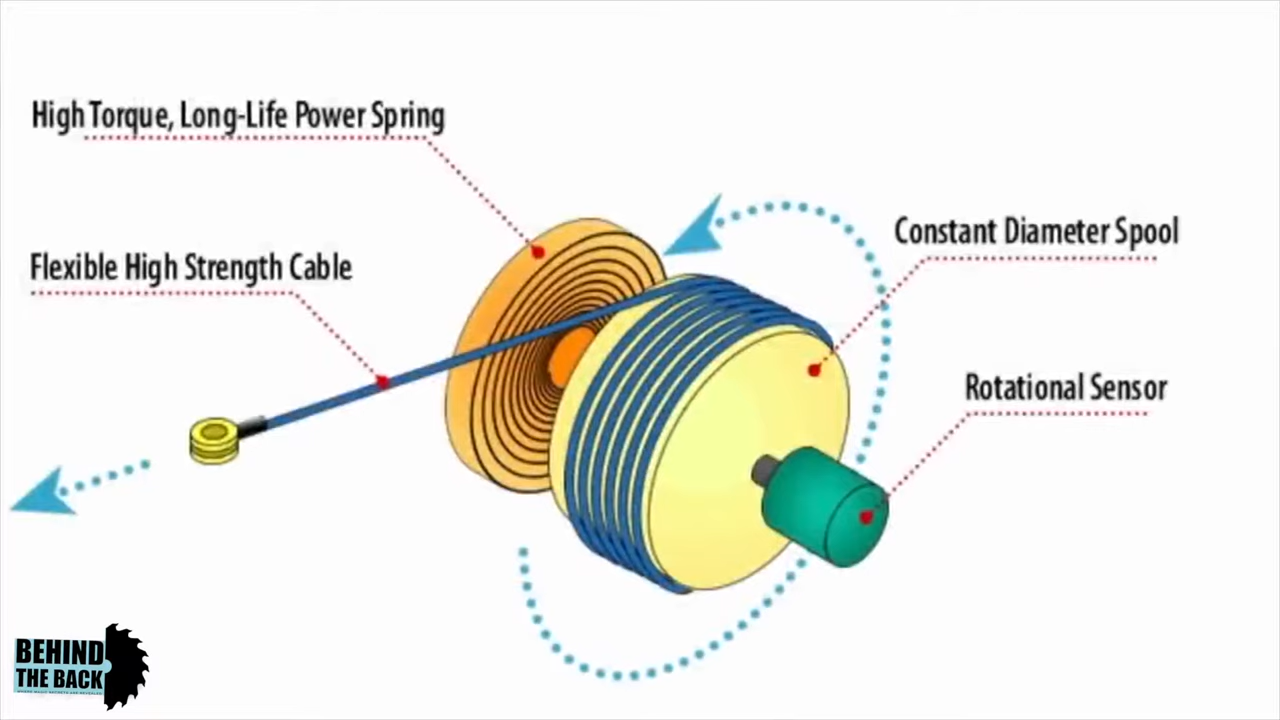 High Torque, Long-Life Power Spring
Constant Diameter Spool
Flexible High Strength Cable
Rotational Sensor
BEHIND
THE BACK